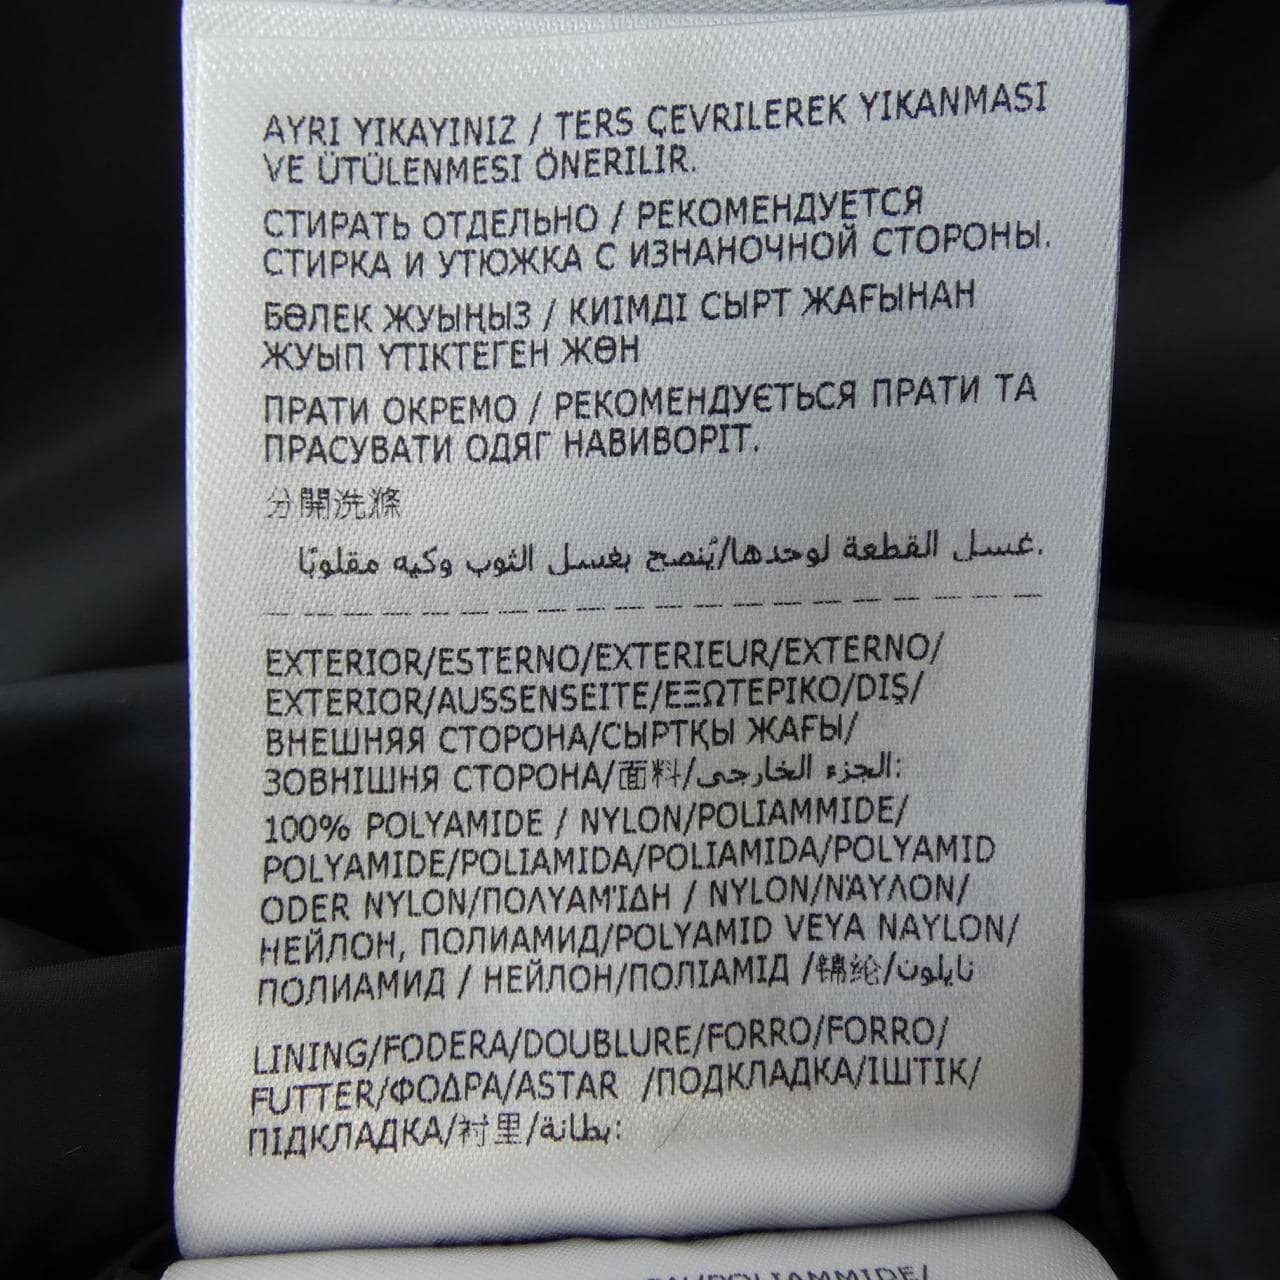 AYRI YIKAYINIZ / TERS ÇEVRILEREK YIKANMASI
VE ÜTÜLENMESI ÖNERILIR.
СТИРАТЬ ОТДЕЛЬНО / РЕКОМЕНДУЕТСЯ
СТИРКА И УТЮЖКА С ИЗНАНОЧНОЙ СТОРОНЫ.
БӨЛЕК ЖУЫҢЫЗ / КИІМДІ СЫРТ ЖАҒЫНАН
ЖУЫП ҮТІКТЕГЕН ЖӨН
ПРАТИ ОКРЕМО / РЕКОМЕНДУЄТЬСЯ ПРАТИ ТА
ПРАСУВАТИ ОДЯГ НАВИВОРІТ.
分開洗滌
غسل القطعة لوحدها/يُنصح بغسل الثوب وكيه مقلوبًا.
EXTERIOR/ESTERNO/EXTERIEUR/EXTERNO/
EXTERIOR/AUSSENSEITE/ΕΞΩΤΕΡΙΚΟ/DIŞ/
ВНЕШНЯЯ СТОРОНА/СЫРТҚЫ ЖАҒЫ/
ЗОВНІШНЯ СТОРОНА/面料/الجزء الخارجي:
100% POLYAMIDE / NYLON/POLIAMMIDE/
POLYAMIDE/POLIAMIDA/POLIAMIDA/POLYAMID
ODER NYLON/ΠΟΛΥΑΜΊΔΗ / NYLON/ΝΆΥΛΟΝ/
НЕЙЛОН, ПОЛИАМИД/POLYAMID VEYA NAYLON/
ПОЛИАМИД / НЕЙЛОН/ПОЛІАМІД /锦纶/نايلون
LINING/FODERA/DOUBLURE/FORRO/FORRO/
FUTTER/ΦΟΔΡΑ/ASTAR /ПОДКЛАДКА/ІШТІК/
ПІДКЛАДКА/衬里/بطانة: